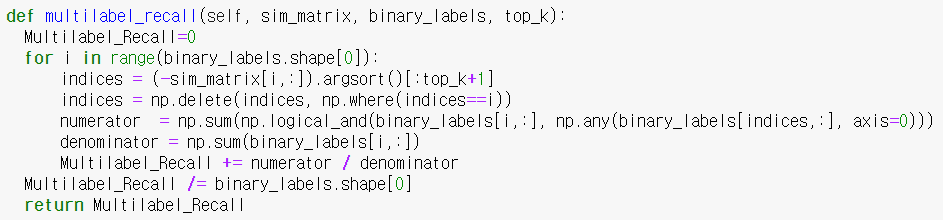 def multilabel_recall(self, sim_matrix, binary_labels, top_k):
  Multilabel_Recall=0
  for i in range(binary_labels.shape[0]):
      indices = (-sim_matrix[i,:]).argsort()[:top_k+1]
      indices = np.delete(indices, np.where(indices==i))
      numerator  = np.sum(np.logical_and(binary_labels[i,:], np.any(binary_labels[indices,:], axis=0)))
      denominator = np.sum(binary_labels[i,:])
      Multilabel_Recall += numerator / denominator
  Multilabel_Recall /= binary_labels.shape[0]
  return Multilabel_Recall